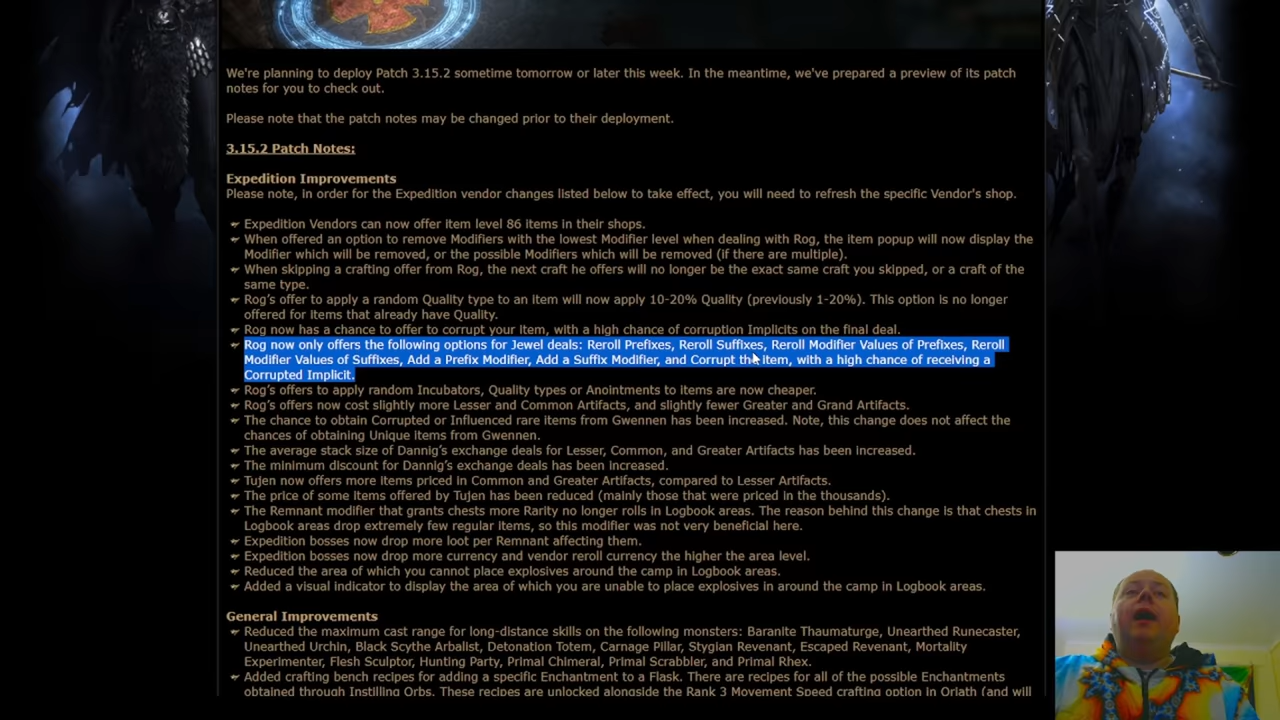 We're planning to deploy Patch 3.15.2 sometime tomorrow or later this week. In the meantime, we've prepared a preview of its patch
notes for you to check out.
Please note that the patch notes may be changed prior to their deployment.
3.15.2 Patch Notes:
Expedition Improvements
Please note, in order for the Expedition vendor changes listed below to take effect, you will need to refresh the specific Vendor's shop.
Expedition Vendors can now offer item level 86 items in their shops.
When offered an option to remove Modifiers with the lowest Modifier level when dealing with Rog, the item popup will now display the
Modifier which will be removed, or the possible Modifiers which will be removed (if there are multiple).
When skipping a crafting offer from Rog, the next craft he offers will no longer be the exact same craft you skipped, or a craft of the
same type.
Rog's offer to apply a random Quality type to an item will now apply 10-20% Quality (previously 1-20%). This option is no longer
offered for items that already have Quality.
Rog now has a chance to offer to corrupt your item, with a high chance of corruption Implicits on the final deal.
Rog now only offers the following options for Jewel deals: Reroll Prefixes, Reroll Suffixes, Reroll Modifier Values of Prefixes, Reroll
Modifier Values of Suffixes, Add a Prefix Modifier, Add a Suffix Modifier, and Corrupt the item, with a high chance of receiving a
Corrupted Implicit.
Rog's offers to apply random Incubators, Quality types or Anointments to items are now cheaper.
Rog's offers now cost slightly more Lesser and Common Artifacts, and slightly fewer Greater and Grand Artifacts.
The chance to obtain Corrupted or Influenced rare items from Gwennen has been increased. Note, this change does not affect the
chances of obtaining Unique items from Gwennen.
The average stack size of Dannig's exchange deals for Lesser, Common, and Greater Artifacts has been increased.
The minimum discount for Dannig's exchange deals has been increased.
Tujen now offers more items priced in Common and Greater Artifacts, compared to Lesser Artifacts.
The price of some items offered by Tujen has been reduced (mainly those that were priced in the thousands).
The Remnant modifier that grants chests more Rarity no longer rolls in Logbook areas. The reason behind this change is that chests in
Logbook areas drop extremely few regular items, so this modifier was not very beneficial here.
Expedition bosses now drop more loot per Remnant affecting them.
Expedition bosses now drop more currency and vendor reroll currency the higher the area level.
Reduced the area of which you cannot place explosives around the camp in Logbook areas.
Added a visual indicator to display the area of which you are unable to place explosives in around the camp in Logbook areas.
General Improvements
Reduced the maximum cast range for long-distance skills on the following monsters: Baranite Thaumaturge, Unearthed Runecaster,
Unearthed Urchin, Black Scythe Arbalist, Detonation Totem, Carnage Pillar, Stygian Revenant, Escaped Revenant, Mortality
Experimenter, Flesh Sculptor, Hunting Party, Primal Chimeral, Primal Scrabbler, and Primal Rhex.
Added crafting bench recipes for adding a specific Enchantment to a Flask. There are recipes for all of the possible Enchantments
obtained through Instilling Orbs. These recipes are unlocked alongside the Rank 3 Movement Speed crafting option in Oriath (and will